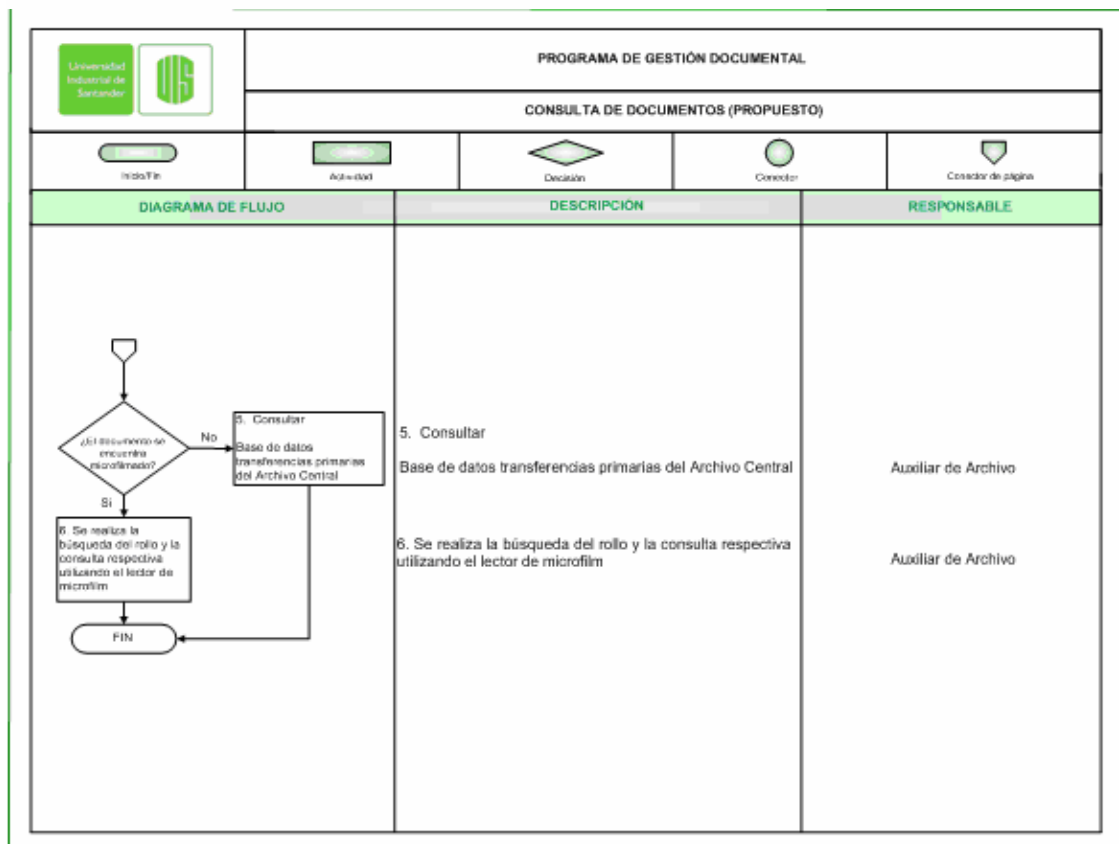 Universidad
Industrial de
Santander
PROGRAMA DE GESTIÓN DOCUMENTAL
CONSULTA DE DOCUMENTOS (PROPUESTO)
Inicio/Fin
Actividad
Decisión
Conector
Conector de página
DIAGRAMA DE FLUJO
DESCRIPCIÓN
RESPONSABLE
¿El documento se
encuentra
microfilmado?
No
Si
5. Consultar
Base de datos
transferencias primarias
del Archivo Central
6. Se realiza la
búsqueda del rollo y la
consulta respectiva
utilizando el lector de
microfilm
FIN
5. Consultar
Base de datos transferencias primarias del Archivo Central
Auxiliar de Archivo
6. Se realiza la búsqueda del rollo y la consulta respectiva
utilizando el lector de microfilm
Auxiliar de Archivo